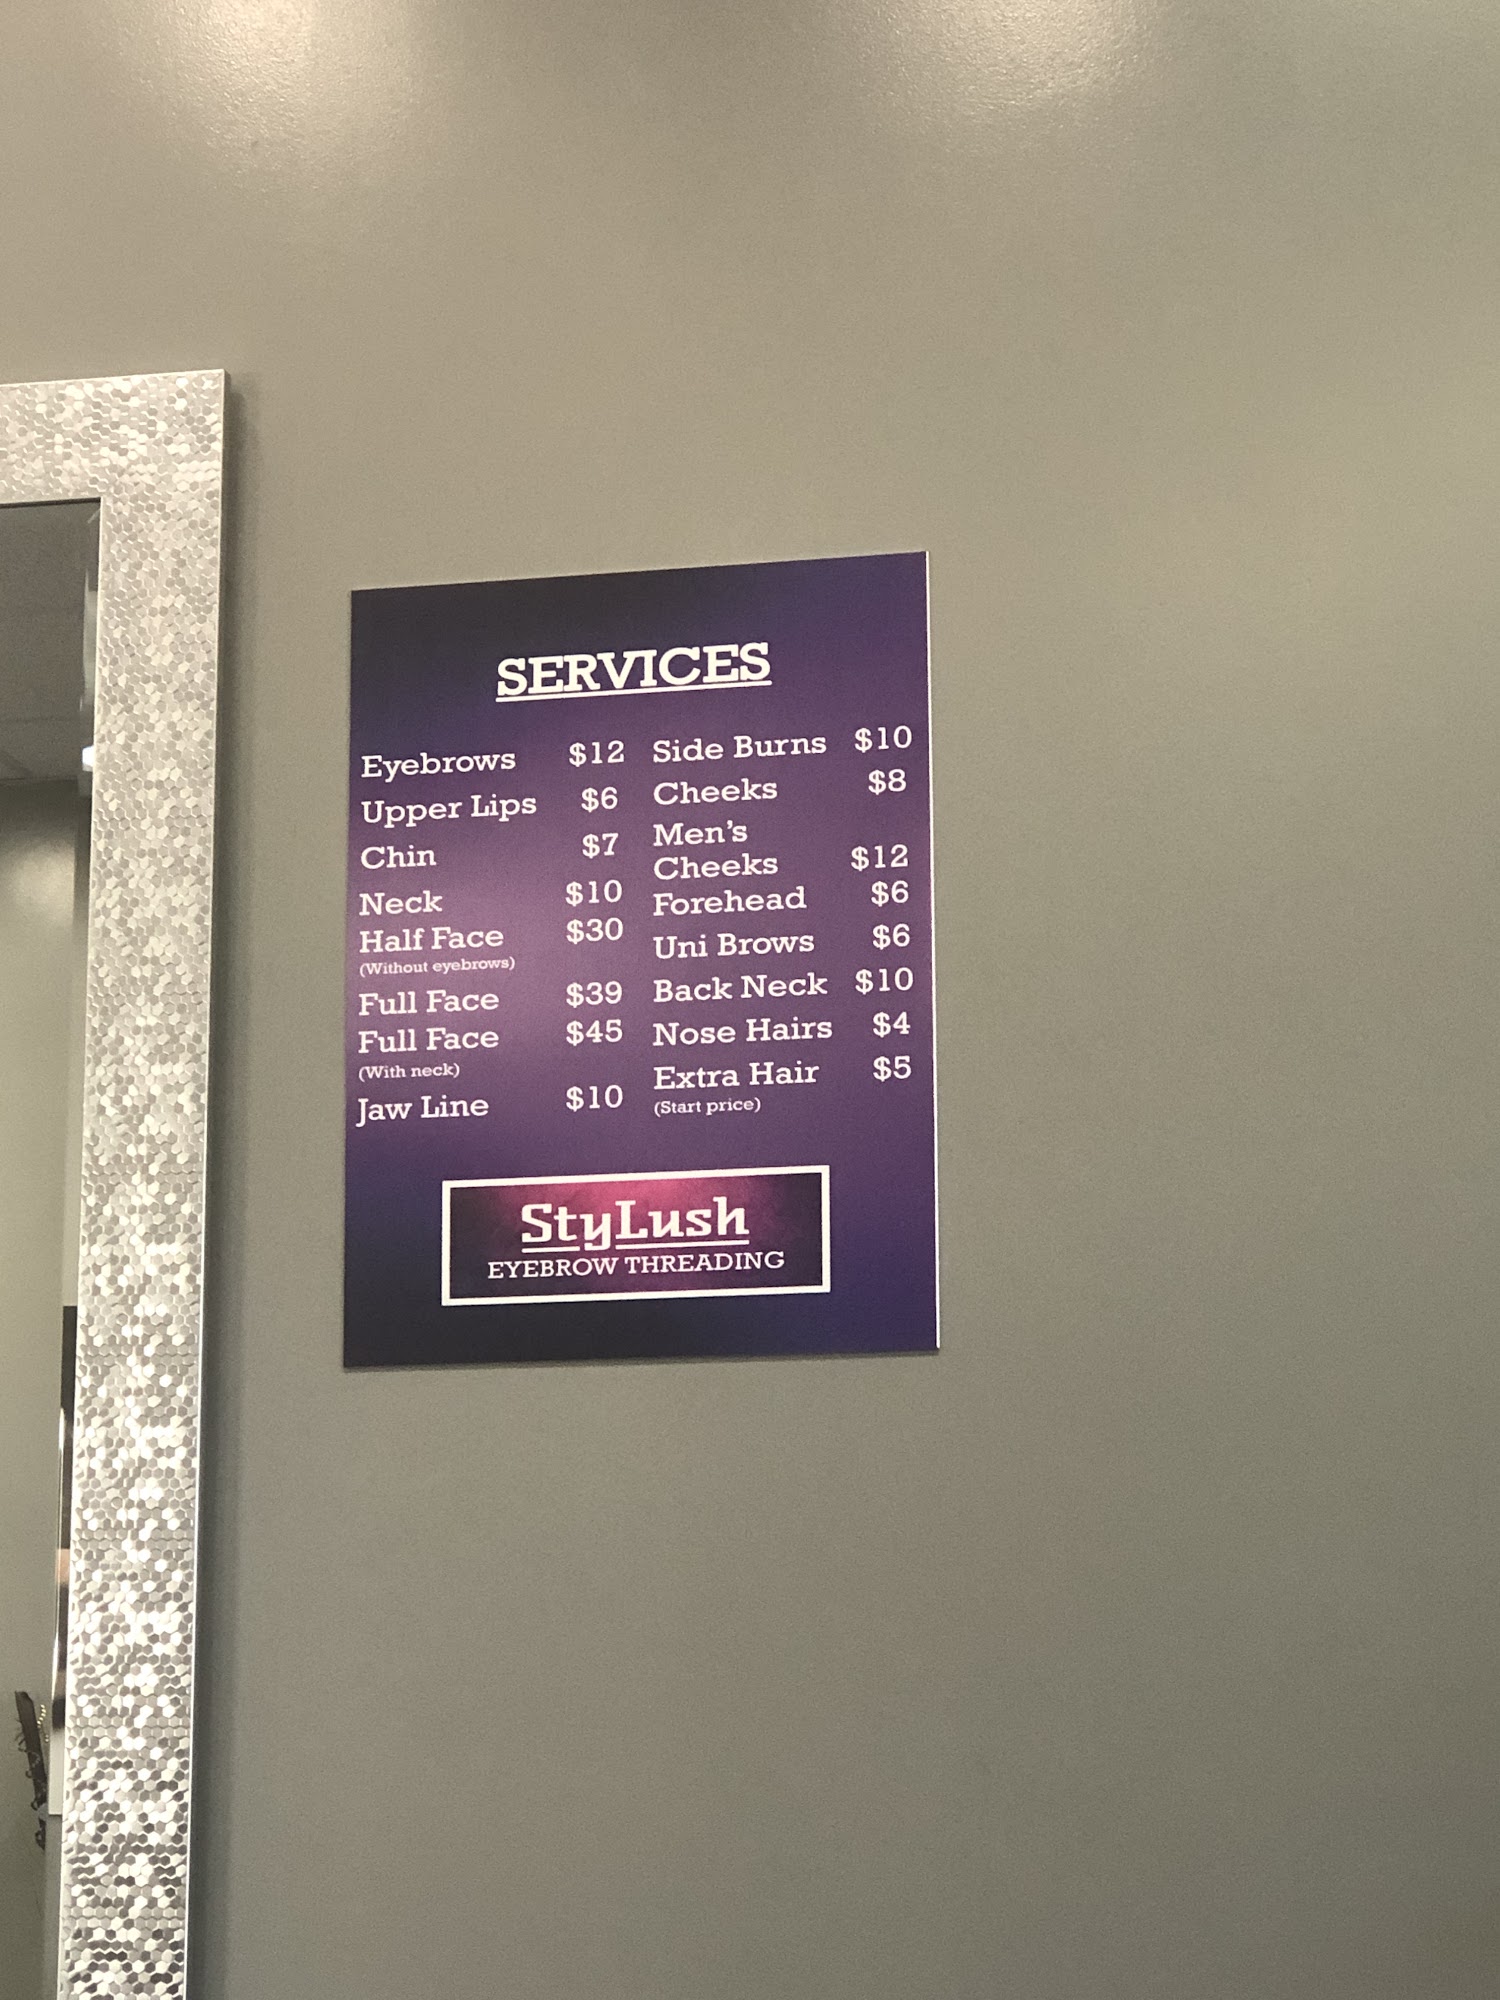 SERVICES
Eyebrows $12
Upper Lips $6
Chin $7
Neck $10
Half Face $30
(Without eyebrows)
Full Face $39
Full Face $45
(With neck)
Jaw Line $10
Side Burns $10
Cheeks $8
Men's
Cheeks $12
Forehead $6
Uni Brows $6
Back Neck $10
Nose Hairs $4
Extra Hair $5
(Start price)
StyLush
EYEBROW THREADING